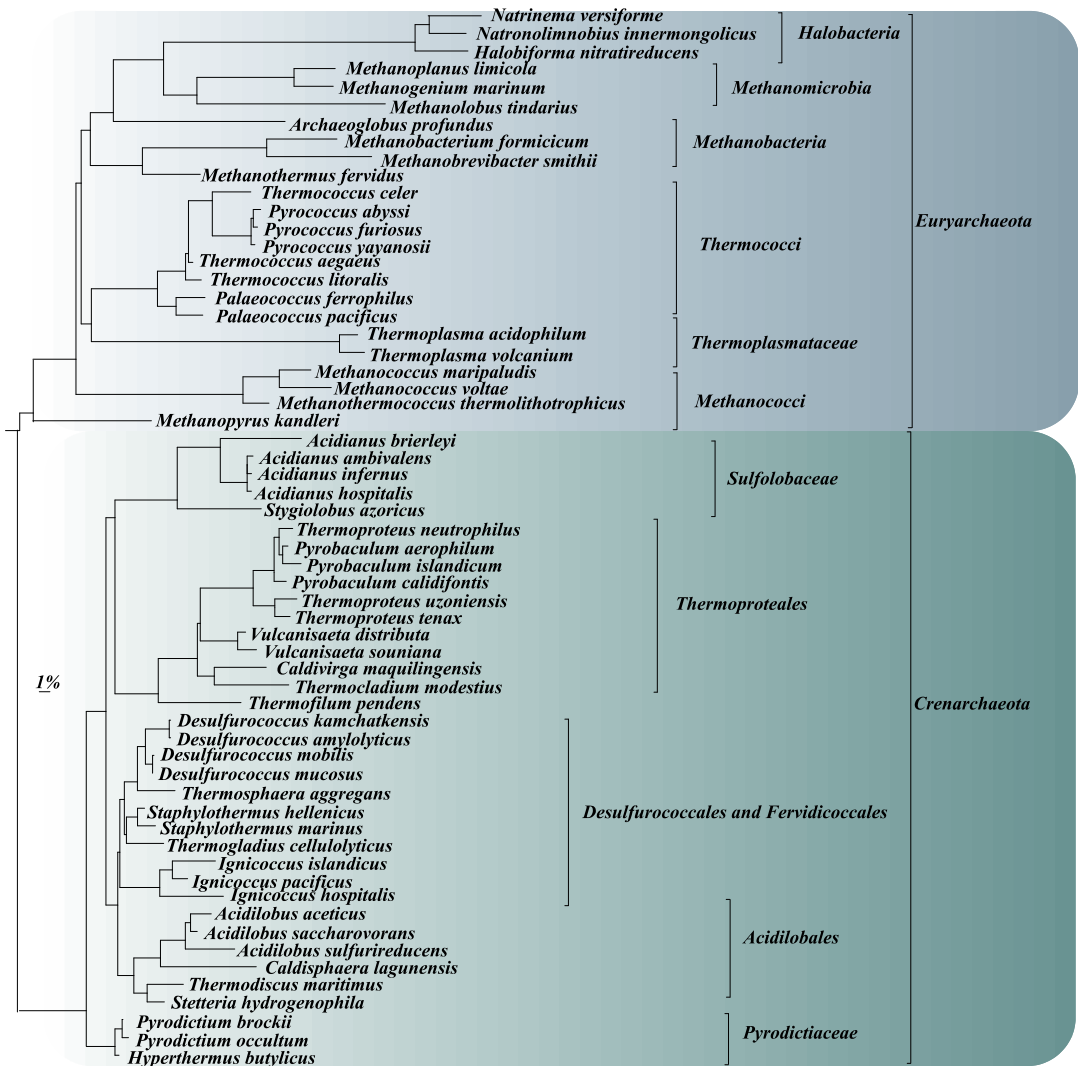 Natrinema versiforme
Natronolimnobius innermongolicus
Halobacteria
Halobiforma nitratireducens
Methanoplanus limicola
Methanogenium marinum
Methanomicrobia
Methanolobus tindarius
Archaeoglobus profundus
Methanobacterium formicicum
Methanobacteria
Methanobrevibacter smithii
Methanothermus fervidus
Thermococcus celer
Pyrococcus abyssi
Euryarchaeota
Pyrococcus furiosus
Pyrococcus yayanosii
Thermococci
Thermococcus aegaeus
Thermococcus litoralis
Palaeococcus ferrophilus
Palaeococcus pacificus
Thermoplasma acidophilum
Thermoplasmataceae
Thermoplasma volcanium
Methanococcus maripaludis
Methanococcus voltae
Methanococci
Methanothermococcus thermolithotrophicus
Methanopyrus kandleri
Acidianus brierleyi
Acidianus ambivalens
Acidianus infernus
Sulfolobaceae
Acidianus hospitalis
Stygiolobus azoricus
Thermoproteus neutrophilus
Pyrobaculum aerophilum
Pyrobaculum islandicum
Pyrobaculum calidifontis
Thermoproteus uzoniensis
Thermoproteales
Thermoproteus tenax
Vulcanisaeta distributa
Vulcanisaeta souniana
Caldivirga maquilingensis
1%
Thermocladium modestius
Thermofilum pendens
Crenarchaeota
Desulfurococcus kamchatkensis
Desulfurococcus amylolyticus
Desulfurococcus mobilis
Desulfurococcus mucosus
Thermosphaera aggregans
Staphylothermus hellenicus
Desulfurococcales and Fervidicoccales
Staphylothermus marinus
Thermogladius cellulolyticus
Ignicoccus islandicus
Ignicoccus pacificus
Ignicoccus hospitalis
Acidilobus aceticus
Acidilobus saccharovorans
Acidilobales
Acidilobus sulfurireducens
Caldisphaera lagunensis
Thermodiscus maritimus
Stetteria hydrogenophila
Pyrodictium brockii
Pyrodictiaceae
Pyrodictium occultum
Hyperthermus butylicus